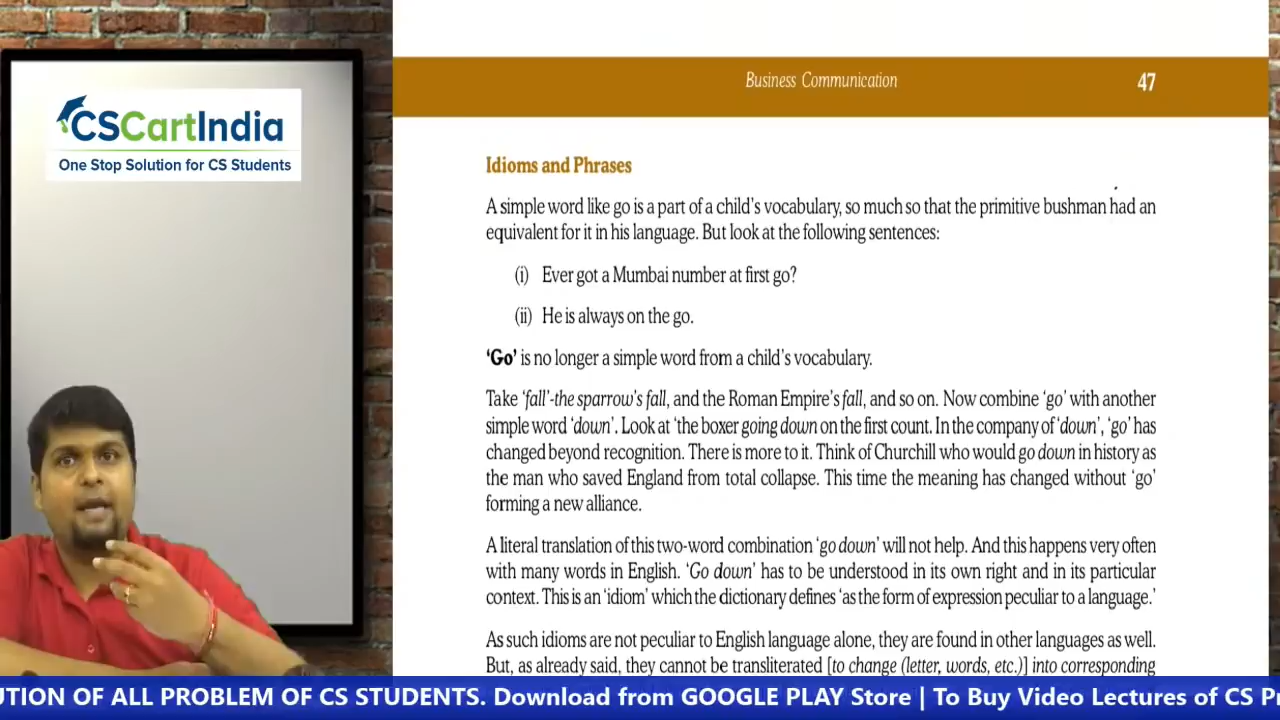 CSCartIndia
One Stop Solution for CS Students
Business Communication 47
Idioms and Phrases
A simple word like go is a part of a child's vocabulary, so much so that the primitive bushman had an
equivalent for it in his language. But look at the following sentences:
(i) Ever got a Mumbai number at first go?
(ii) He is always on the go.
'Go' is no longer a simple word from a child's vocabulary.
Take 'fall'-the sparrow's fall, and the Roman Empire's fall, and so on. Now combine 'go' with another
simple word 'down'. Look at 'the boxer going down on the first count. In the company of 'down', 'go' has
changed beyond recognition. There is more to it. Think of Churchill who would go down in history as
the man who saved England from total collapse. This time the meaning has changed without 'go'
forming a new alliance.
A literal translation of this two-word combination 'go down' will not help. And this happens very often
with many words in English. 'Go down' has to be understood in its own right and in its particular
context. This is an 'idiom' which the dictionary defines 'as the form of expression peculiar to a language.'
As such idioms are not peculiar to English language alone, they are found in other languages as well.
But, as already said, they cannot be transliterated [to change (letter, words, etc.)] into corresponding
UTION OF ALL PROBLEM OF CS STUDENTS. Download from GOOGLE PLAY Store | To Buy Video Lectures of CS P